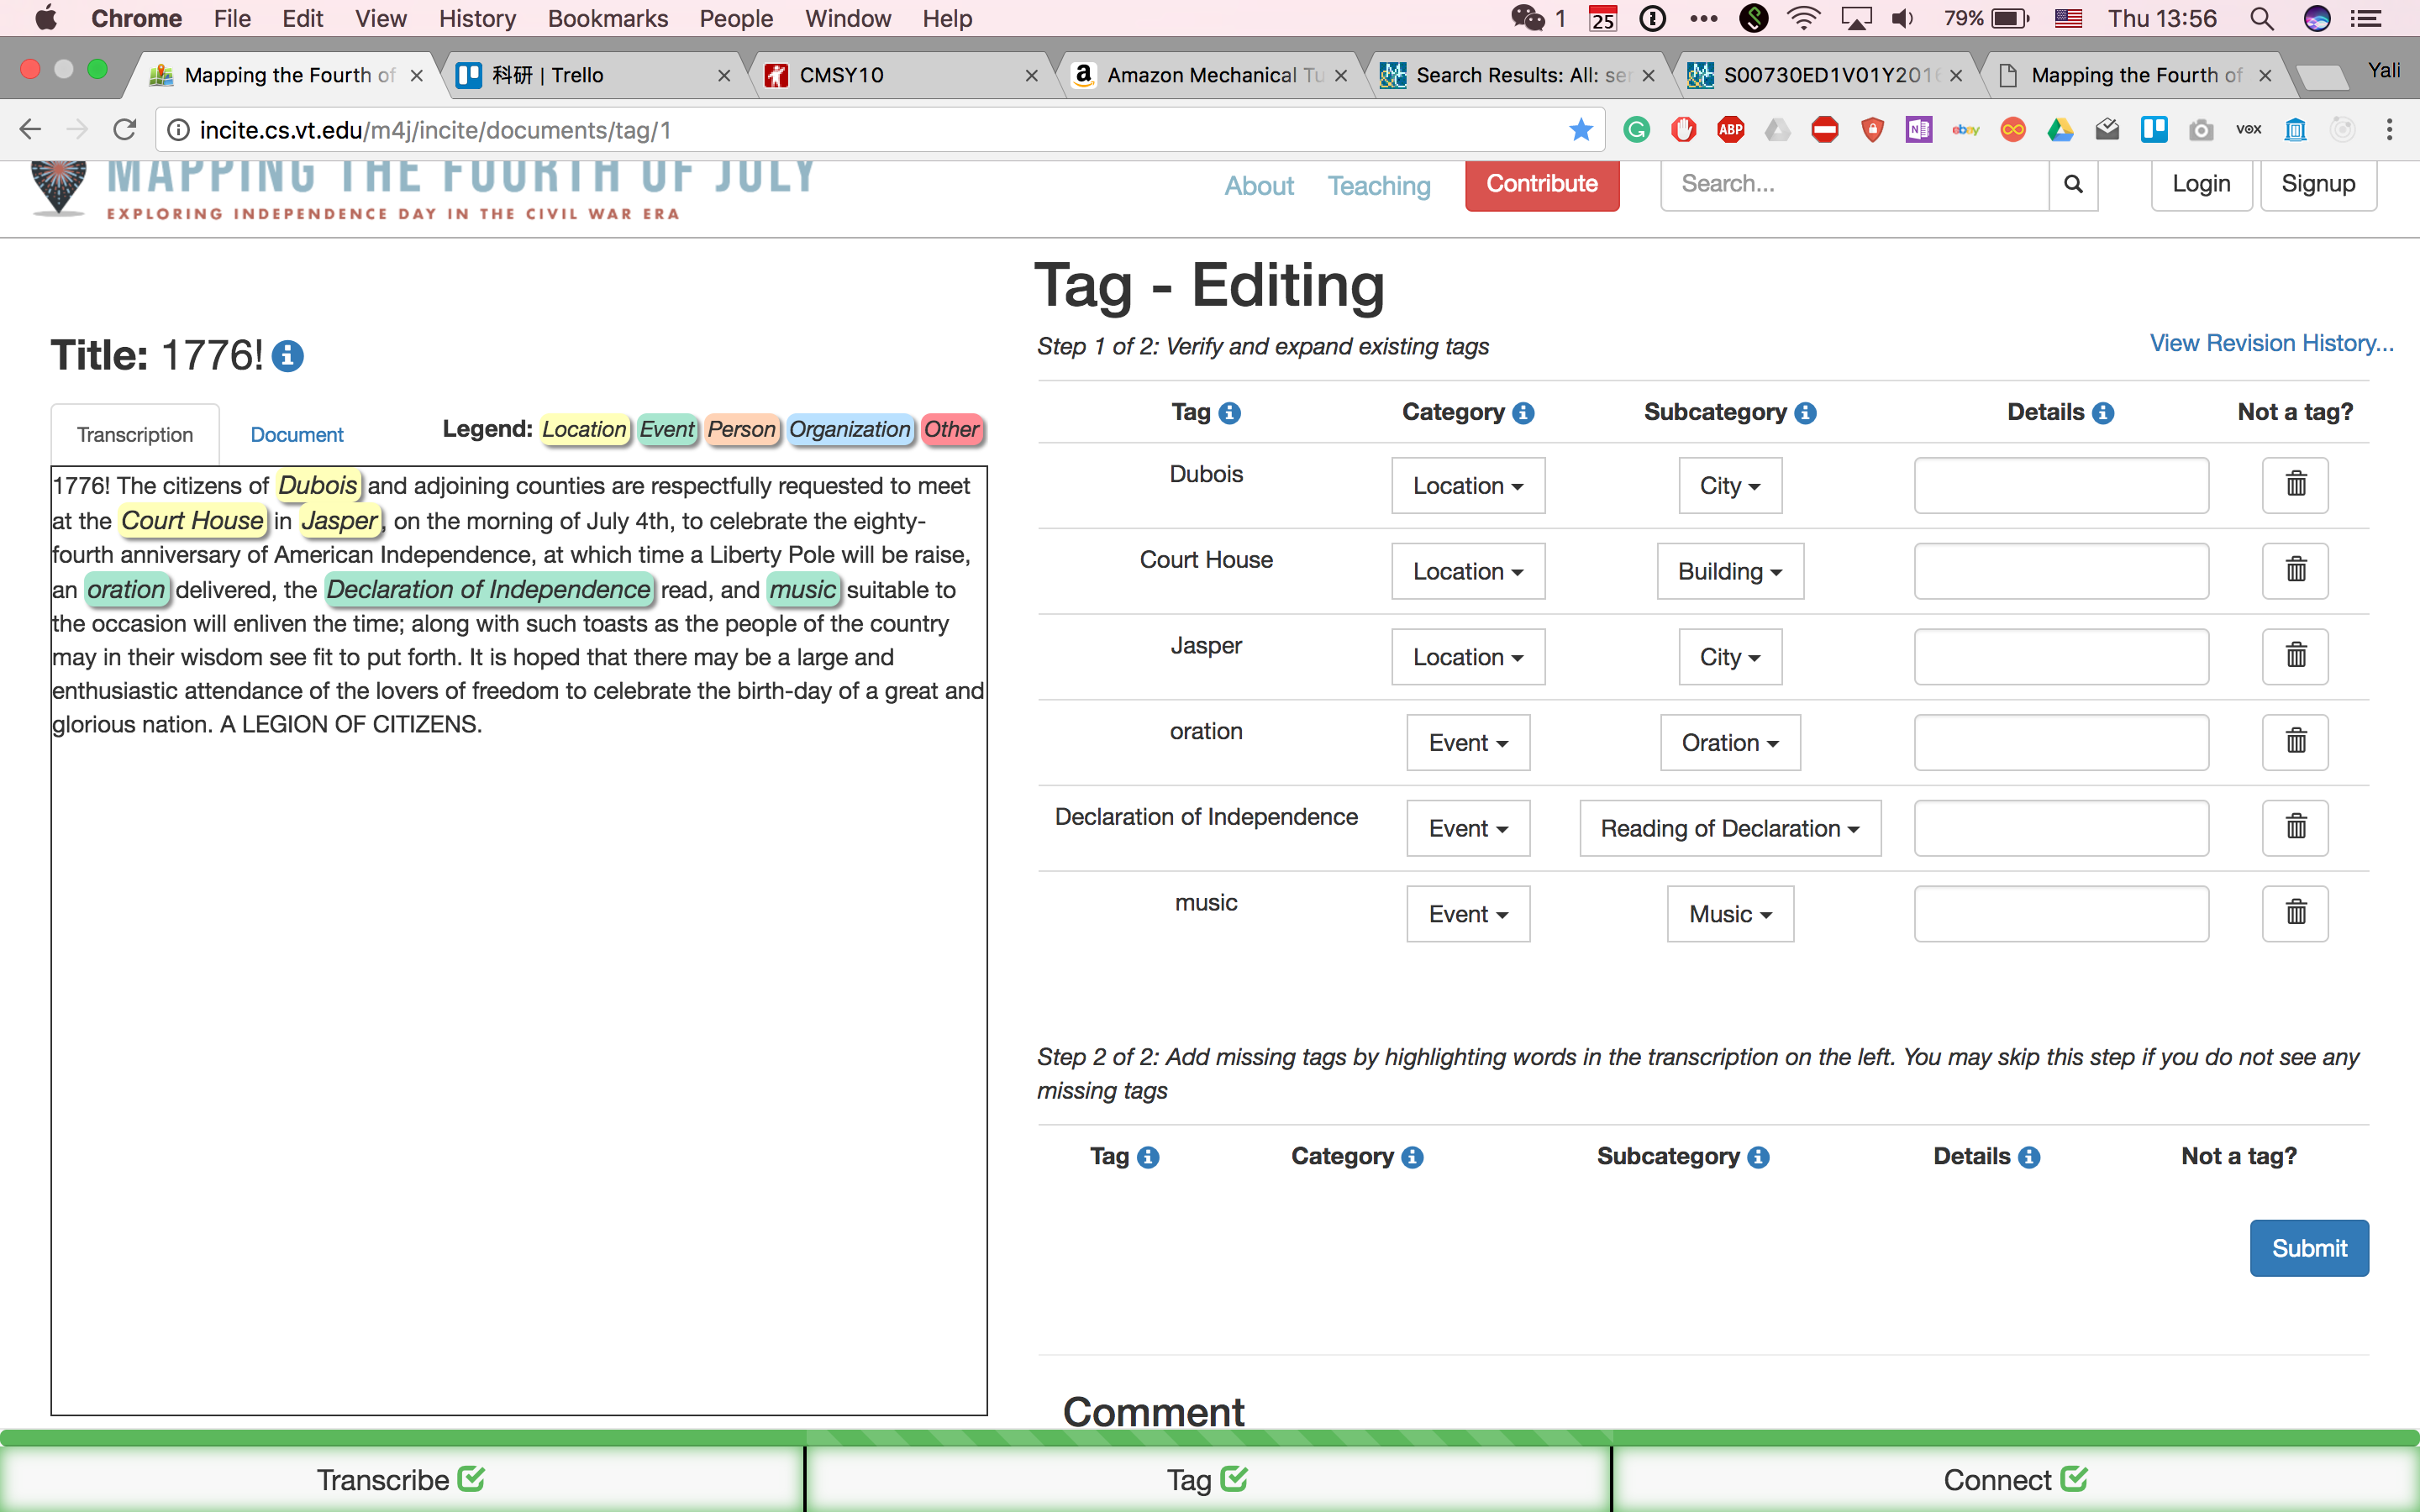 Chrome File Edit View History Bookmarks People Window Help 1 25 79% Thu 13:56
Mapping the Fourth of 科研 | Trello CMSY10 Amazon Mechanical Tu Search Results: All: ser S00730ED1V01Y2016 Mapping the Fourth of Yali
incite.cs.vt.edu/m4j/incite/documents/tag/1 ABP N ebay VOX
MAPPING THE FOURTH OF JULY
EXPLORING INDEPENDENCE DAY IN THE CIVIL WAR ERA
About Teaching Contribute Search... Login Signup
Title: 1776!
Transcription Document Legend: Location Event Person Organization Other
1776! The citizens of Dubois and adjoining counties are respectfully requested to meet
at the Court House in Jasper, on the morning of July 4th, to celebrate the eighty-
fourth anniversary of American Independence, at which time a Liberty Pole will be raise,
an oration delivered, the Declaration of Independence read, and music suitable to
the occasion will enliven the time; along with such toasts as the people of the country
may in their wisdom see fit to put forth. It is hoped that there may be a large and
enthusiastic attendance of the lovers of freedom to celebrate the birth-day of a great and
glorious nation. A LEGION OF CITIZENS.
Tag - Editing
Step 1 of 2: Verify and expand existing tags View Revision History...
Tag Category Subcategory Details Not a tag?
Dubois Location City
Court House Location Building
Jasper Location City
oration Event Oration
Declaration of Independence Event Reading of Declaration
music Event Music
Step 2 of 2: Add missing tags by highlighting words in the transcription on the left. You may skip this step if you do not see any
missing tags
Tag Category Subcategory Details Not a tag?
Submit
Comment
Transcribe Tag Connect